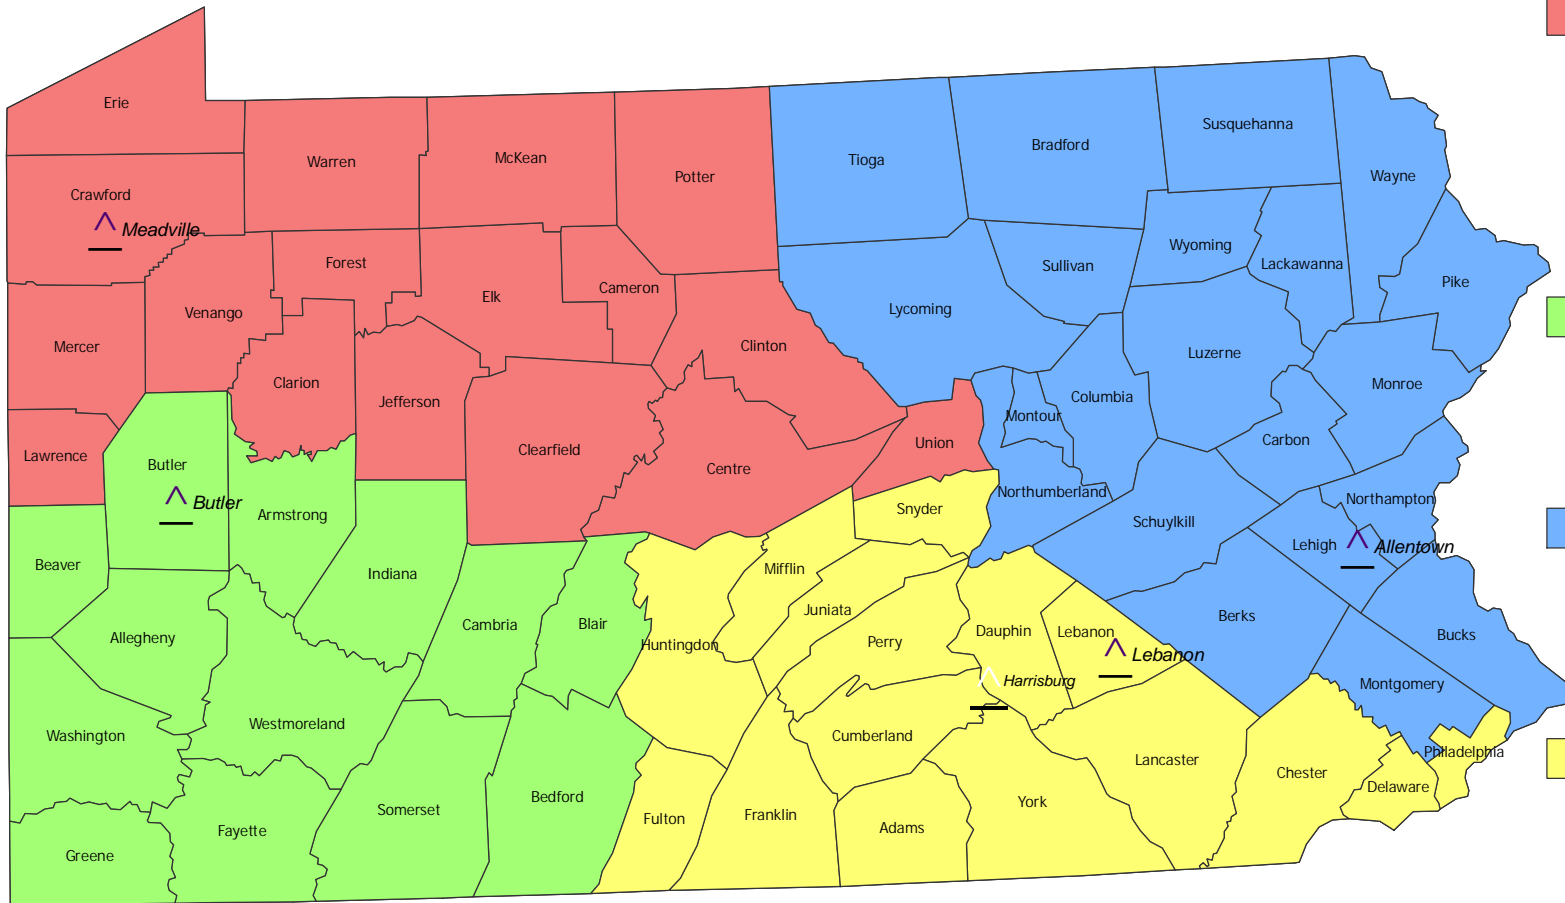 Erie
Warren
McKean
Potter
Tioga
Bradford
Susquehanna
Wayne
Crawford
Meadville
Forest
Elk
Cameron
Venango
Mercer
Clarion
Jefferson
Clinton
Lycoming
Sullivan
Wyoming
Lackawanna
Pike
Luzerne
Monroe
Columbia
Montour
Carbon
Lawrence
Butler
Butler
Armstrong
Clearfield
Centre
Union
Snyder
Northumberland
Schuylkill
Northampton
Lehigh
Allentown
Beaver
Indiana
Allegheny
Cambria
Blair
Huntingdon
Mifflin
Juniata
Perry
Dauphin
Lebanon
Lebanon
Harrisburg
Berks
Bucks
Montgomery
Washington
Westmoreland
Greene
Fayette
Somerset
Bedford
Fulton
Franklin
Cumberland
Adams
York
Lancaster
Chester
Delaware
Philadelphia